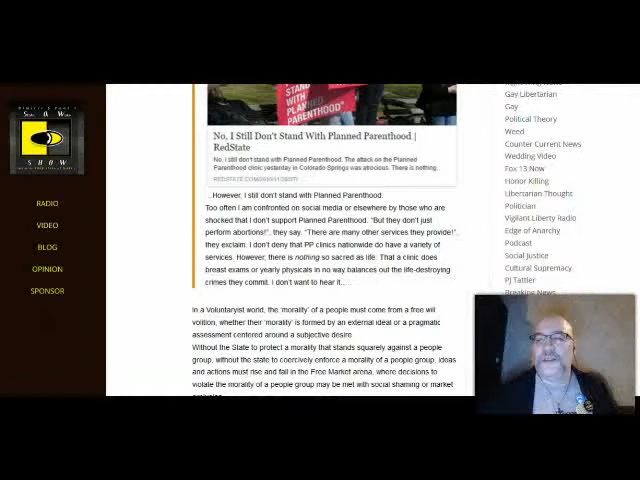 SHOW
RADIO
VIDEO
BLOG
OPINION
SPONSOR
STAND
WITH
PLANNED
PARENTHOOD"
No, I Still Don't Stand With Planned Parenthood |
RedState
No, I still don't stand with Planned Parenthood. The attack on the Planned
Parenthood clinic yesterday in Colorado Springs was atrocious. There is nothing.
..However, I still don't stand with Planned Parenthood.
Too often I am confronted on social media or elsewhere by those who are
shocked that I don't support Planned Parenthood. "But they don't just
perform abortions!", they say. "There are many other services they provide!",
they exclaim. I don't deny that PP clinics nationwide do have a variety of
services. However, there is nothing so sacred as life. That a clinic does
breast exams or yearly physicals in no way balances out the life-destroying
crimes they commit. I don't want to hear it....
In a Voluntaryist world, the 'morality' of a people must come from a free will
volition, whether their 'morality' is formed by an external ideal or a pragmatic
assessment centered around a subjective desire
Without the State to protect a morality that stands squarely against a people
group, without the state to coercively enforce a morality of a people group, ideas
and actions must rise and fall in the Free Market arena, where decisions to
violate the morality of a people group may be met with social shaming or market
Gay Libertarian
Gay
Political Theory
Weed
Counter Current News
Wedding Video
Fox 13 Now
Honor Killing
Libertarian Thought
Politician
Vigilant Liberty Radio
Edge of Anarchy
Podcast
Social Justice
Cultural Supremacy
PJ Tattler
Breaking News